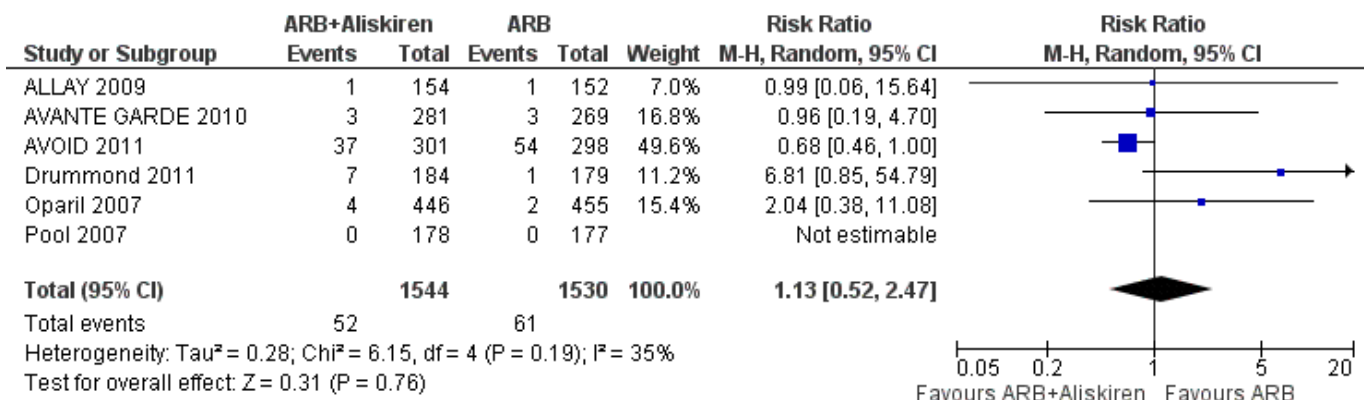 ARB+Aliskiren ARB Risk Ratio Risk Ratio
Study or Subgroup Events Total Events Total Weight M-H, Random, 95% CI M-H, Random, 95% CI
ALLAY 2009 1 154 1 152 7.0% 0.99 [0.06, 15.64]
AVANTE GARDE 2010 3 281 3 269 16.8% 0.96 [0.19, 4.70]
AVOID 2011 37 301 54 298 49.6% 0.68 [0.46, 1.00]
Drummond 2011 7 184 1 179 11.2% 6.81 [0.85, 54.79]
Oparil 2007 4 446 2 455 15.4% 2.04 [0.38, 11.08]
Pool 2007 0 178 0 177 Not estimable
Total (95% CI) 1544 1530 100.0% 1.13 [0.52, 2.47]
Total events 52 61
Heterogeneity: Tau² = 0.28; Chi² = 6.15, df = 4 (P = 0.19); I² = 35%
Test for overall effect: Z = 0.31 (P = 0.76)
0.05 0.2 1 5 20
Favours ARB+Aliskiren Favours ARB